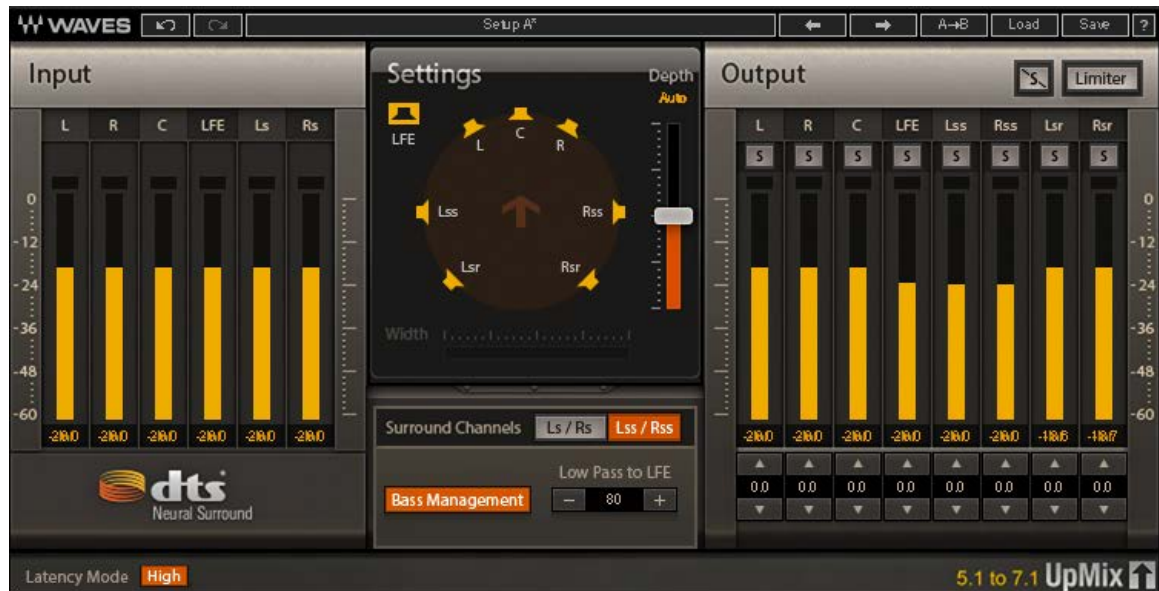 WAVES Setup A* A→B Load Save ?
Input
L R C LFE Ls Rs
0
-12
-24
-36
-48
-60
dts
Neural Surround
Settings
Depth
Auto
LFE
L C R
Lss Rss
Lsr Rsr
Width
Surround Channels Ls / Rs Lss / Rss
Low Pass to LFE
Bass Management − 80 +
Output S Limiter
L R C LFE Lss Rss Lsr Rsr
S S S S S S S S
0
-12
-24
-36
-48
-60
0.0 0.0 0.0 0.0 0.0 0.0 0.0 0.0
Latency Mode High
5.1 to 7.1 UpMix